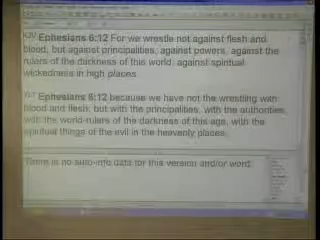 KJV Ephesians 6:12 For we wrestle not against flesh and
blood, but against principalities, against powers, against the
rulers of the darkness of this world, against spiritual
wickedness in high places.
Ephesians 6:12 because we have not the wrestling with
blood and flesh, but with the principalities, with the authorities,
with the world-rulers of the darkness of this age, with the
spiritual things of the evil in the heavenly places;
There is no auto-info data for this version and/or word.